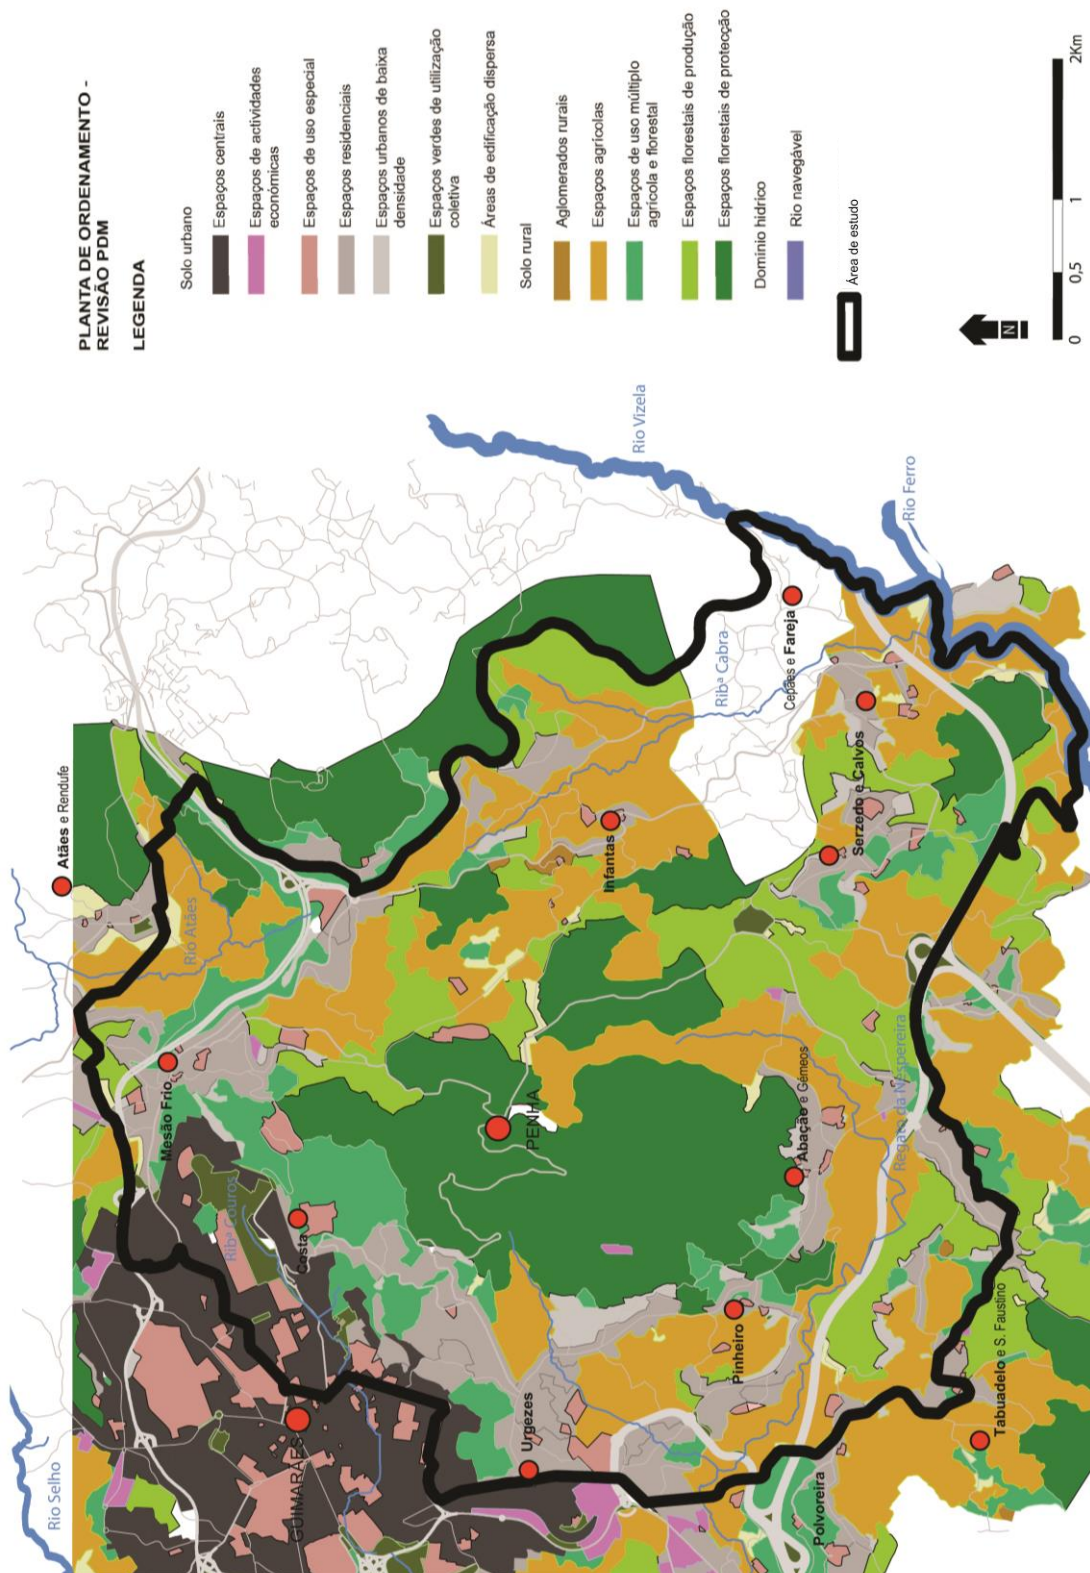 PLANTA DE ORDENAMENTO -
REVISÃO PDM
LEGENDA
Solo urbano
Espaços centrais
Espaços de actividades
económicas
Espaços de uso especial
Espaços residenciais
Espaços urbanos de baixa
densidade
Espaços verdes de utilização
coletiva
Áreas de edificação dispersa
Solo rural
Aglomerados rurais
Espaços agrícolas
Espaços de uso múltiplo
agrícola e florestal
Espaços florestais de produção
Espaços florestais de protecção
Domínio hídrico
Rio navegável
Área de estudo
N
0 0,5 1 2Km
Rio Selho
Atães e Rendufe
Rio Atães
Mesão Frio
Ribª Couros
Costa
GUIMARÃES
PENHA
Urgezes
Infantas
Rio Vizela
Ribª Cabra
Cepães e Fareja
Rio Ferro
Pinheiro
Abação e Gémeos
Serzedo e Calvos
Polvoreira
Regato da Nespereira
Tabuadelo e S. Faustino